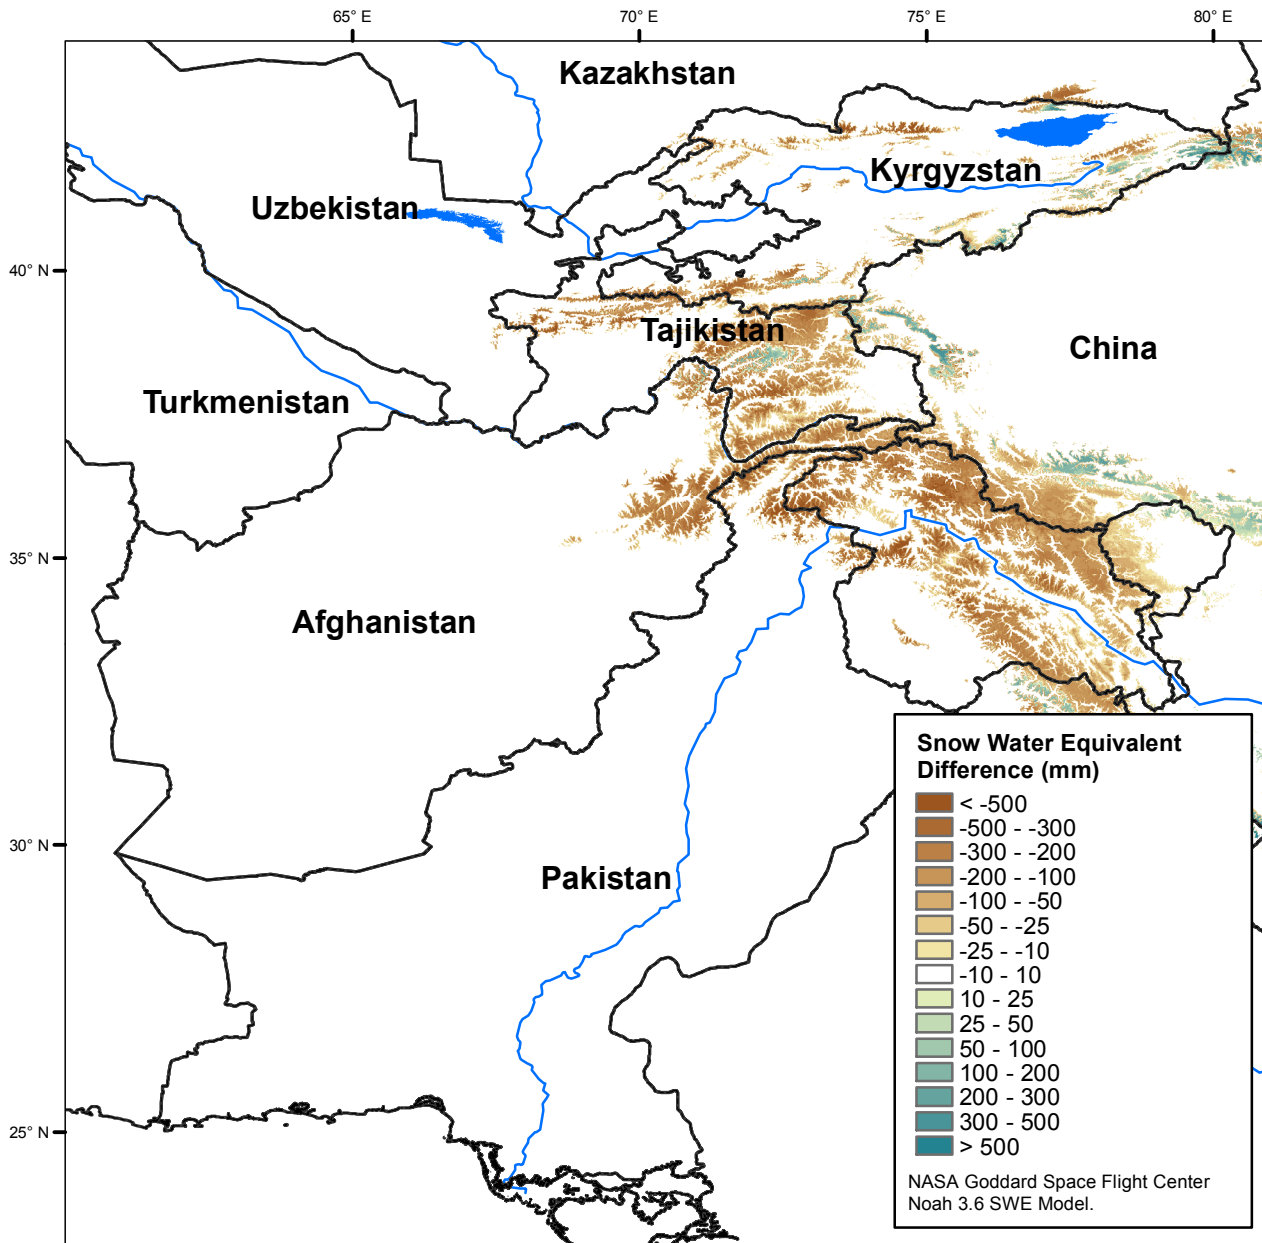 65° E
70° E
75° E
80° E
Kazakhstan
Kyrgyzstan
Uzbekistan
40° N
Tajikistan
China
Turkmenistan
35° N
Afghanistan
30° N
Pakistan
25° N
Snow Water Equivalent
Difference (mm)
< -500
-500 - -300
-300 - -200
-200 - -100
-100 - -50
-50 - -25
-25 - -10
-10 - 10
10 - 25
25 - 50
50 - 100
100 - 200
200 - 300
300 - 500
> 500
NASA Goddard Space Flight Center
Noah 3.6 SWE Model.